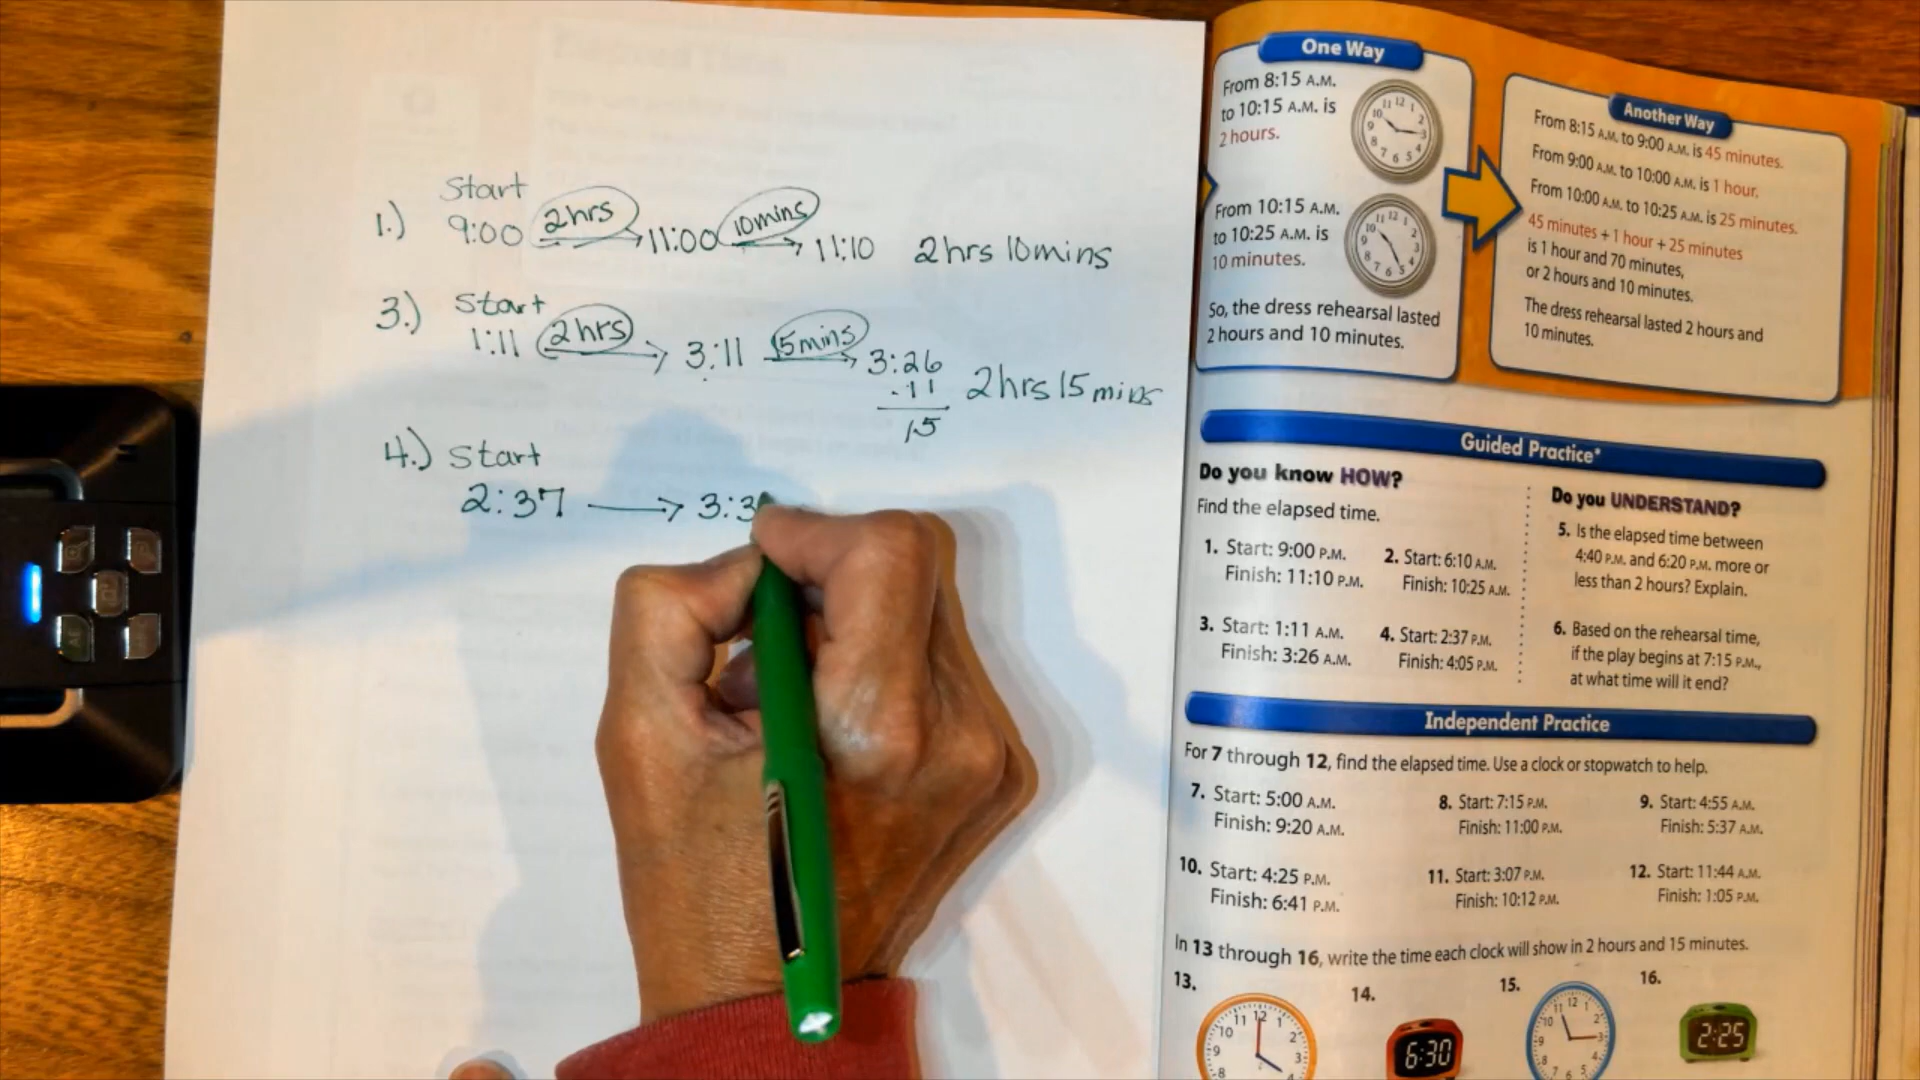 Start
1.) 9:00 2hrs 11:00 10mins 11:10 2hrs 10mins
3.) Start
1:11 2hrs 3:11 15mins 3:26
-11 2hrs 15 mins
15
4.) Start
2:37 → 3:3
One Way
From 8:15 A.M.
to 10:15 A.M. is
2 hours.
From 10:15 A.M.
to 10:25 A.M. is
10 minutes.
So, the dress rehearsal lasted
2 hours and 10 minutes.
Another Way
From 8:15 A.M. to 9:00 A.M. is 45 minutes.
From 9:00 A.M. to 10:00 A.M. is 1 hour.
From 10:00 A.M. to 10:25 A.M. is 25 minutes.
45 minutes + 1 hour + 25 minutes
is 1 hour and 70 minutes,
or 2 hours and 10 minutes.
The dress rehearsal lasted 2 hours and
10 minutes.
Guided Practice*
Do you know HOW?
Find the elapsed time.
1. Start: 9:00 P.M.
Finish: 11:10 P.M.
2. Start: 6:10 A.M.
Finish: 10:25 A.M.
3. Start: 1:11 A.M.
Finish: 3:26 A.M.
4. Start: 2:37 P.M.
Finish: 4:05 P.M.
Do you UNDERSTAND?
5. Is the elapsed time between
4:40 P.M. and 6:20 P.M. more or
less than 2 hours? Explain.
6. Based on the rehearsal time,
if the play begins at 7:15 P.M.,
at what time will it end?
Independent Practice
For 7 through 12, find the elapsed time. Use a clock or stopwatch to help.
7. Start: 5:00 A.M.
Finish: 9:20 A.M.
8. Start: 7:15 P.M.
Finish: 11:00 P.M.
9. Start: 4:55 A.M.
Finish: 5:37 A.M.
10. Start: 4:25 P.M.
Finish: 6:41 P.M.
11. Start: 3:07 P.M.
Finish: 10:12 P.M.
12. Start: 11:44 A.M.
Finish: 1:05 P.M.
In 13 through 16, write the time each clock will show in 2 hours and 15 minutes.
13.
14.
6:30
15.
16.
2:25